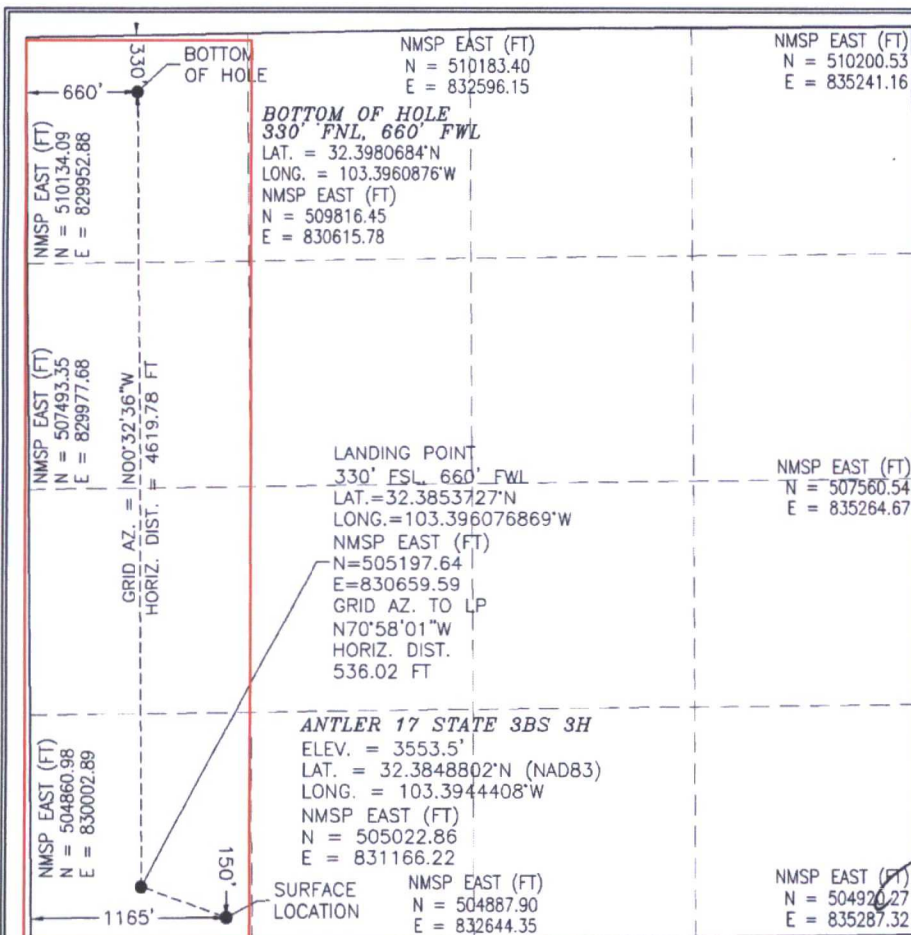 330'
BOTTOM
OF HOLE
660'
NMSP EAST (FT)
N = 510183.40
E = 832596.15
NMSP EAST (FT)
N = 510200.53
E = 835241.16
BOTTOM OF HOLE
330' FNL, 660' FWL
LAT. = 32.3980684°N
LONG. = 103.3960876°W
NMSP EAST (FT)
N = 509816.45
E = 830615.78
NMSP EAST (FT)
N = 510134.09
E = 829952.88
NMSP EAST (FT)
N = 507493.35
E = 829977.68
GRID AZ. = N00°32'36"W
HORIZ. DIST. = 4619.78 FT
LANDING POINT
330' FSL, 660' FWL
LAT.=32.3853727°N
LONG.=103.396076869°W
NMSP EAST (FT)
N=505197.64
E=830659.59
GRID AZ. TO LP
N70°58'01"W
HORIZ. DIST.
536.02 FT
NMSP EAST (FT)
N = 507560.54
E = 835264.67
ANTLER 17 STATE 3BS 3H
ELEV. = 3553.5'
LAT. = 32.3848802°N (NAD83)
LONG. = 103.3944408°W
NMSP EAST (FT)
N = 505022.86
E = 831166.22
NMSP EAST (FT)
N = 504860.98
E = 830002.89
150'
SURFACE
LOCATION
1165'
NMSP EAST (FT)
N = 504887.90
E = 832644.35
NMSP EAST (FT)
N = 504920.27
E = 835287.32